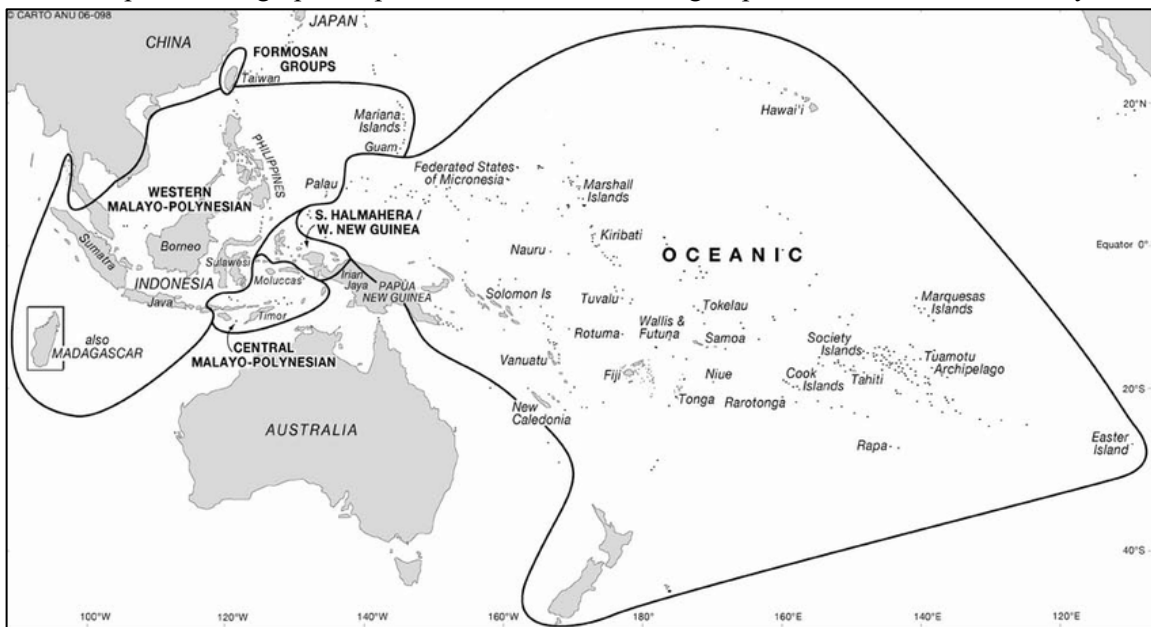 © CARTO ANU 06-098
JAPAN
CHINA
FORMOSAN
GROUPS
Taiwan
20°N
Hawai'i
Mariana
Islands
Guam
PHILIPPINES
Federated States
of Micronesia
Palau
Marshall
Islands
WESTERN
MALAYO-POLYNESIAN
S. HALMAHERA /
W. NEW GUINEA
Kiribati
Sumatra
Borneo
Sulawesi
Nauru
OCEANIC
Equator 0°
INDONESIA
Moluccas
Irian
Jaya
PAPUA
NEW GUINEA
Java
Timor
Solomon Is
Tuvalu
Tokelau
Marquesas
Islands
also
MADAGASCAR
CENTRAL
MALAYO-POLYNESIAN
Rotuma
Wallis &
Futuna
Samoa
Society
Islands
Tuamotu
Archipelago
Vanuatu
Fiji
Niue
Cook
Islands
Tahiti
20°S
Tonga
Rarotonga
New
Caledonia
AUSTRALIA
Rapa
Easter
Island
40°S
100°W 120°W 140°W 160°W 180° 160°E 140°E 120°E